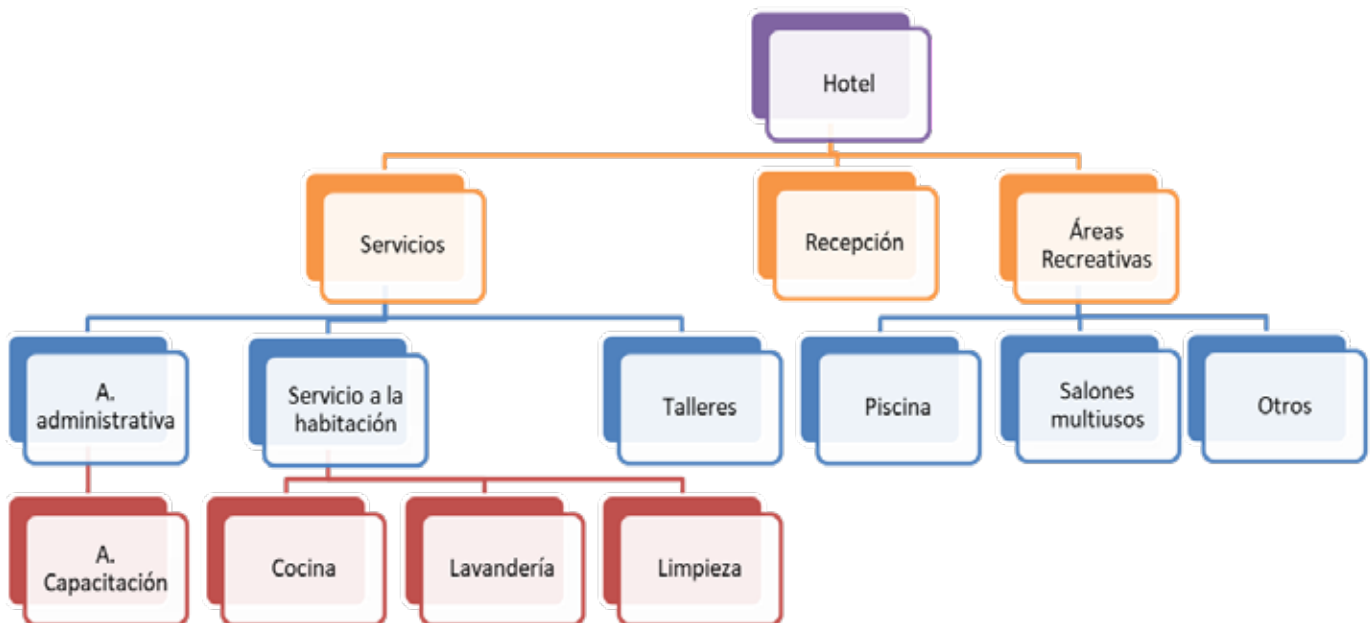 Hotel
Servicios
Recepción
Áreas
Recreativas
A.
administrativa
Servicio a la
habitación
Talleres
Piscina
Salones
multiusos
Otros
A.
Capacitación
Cocina
Lavandería
Limpieza